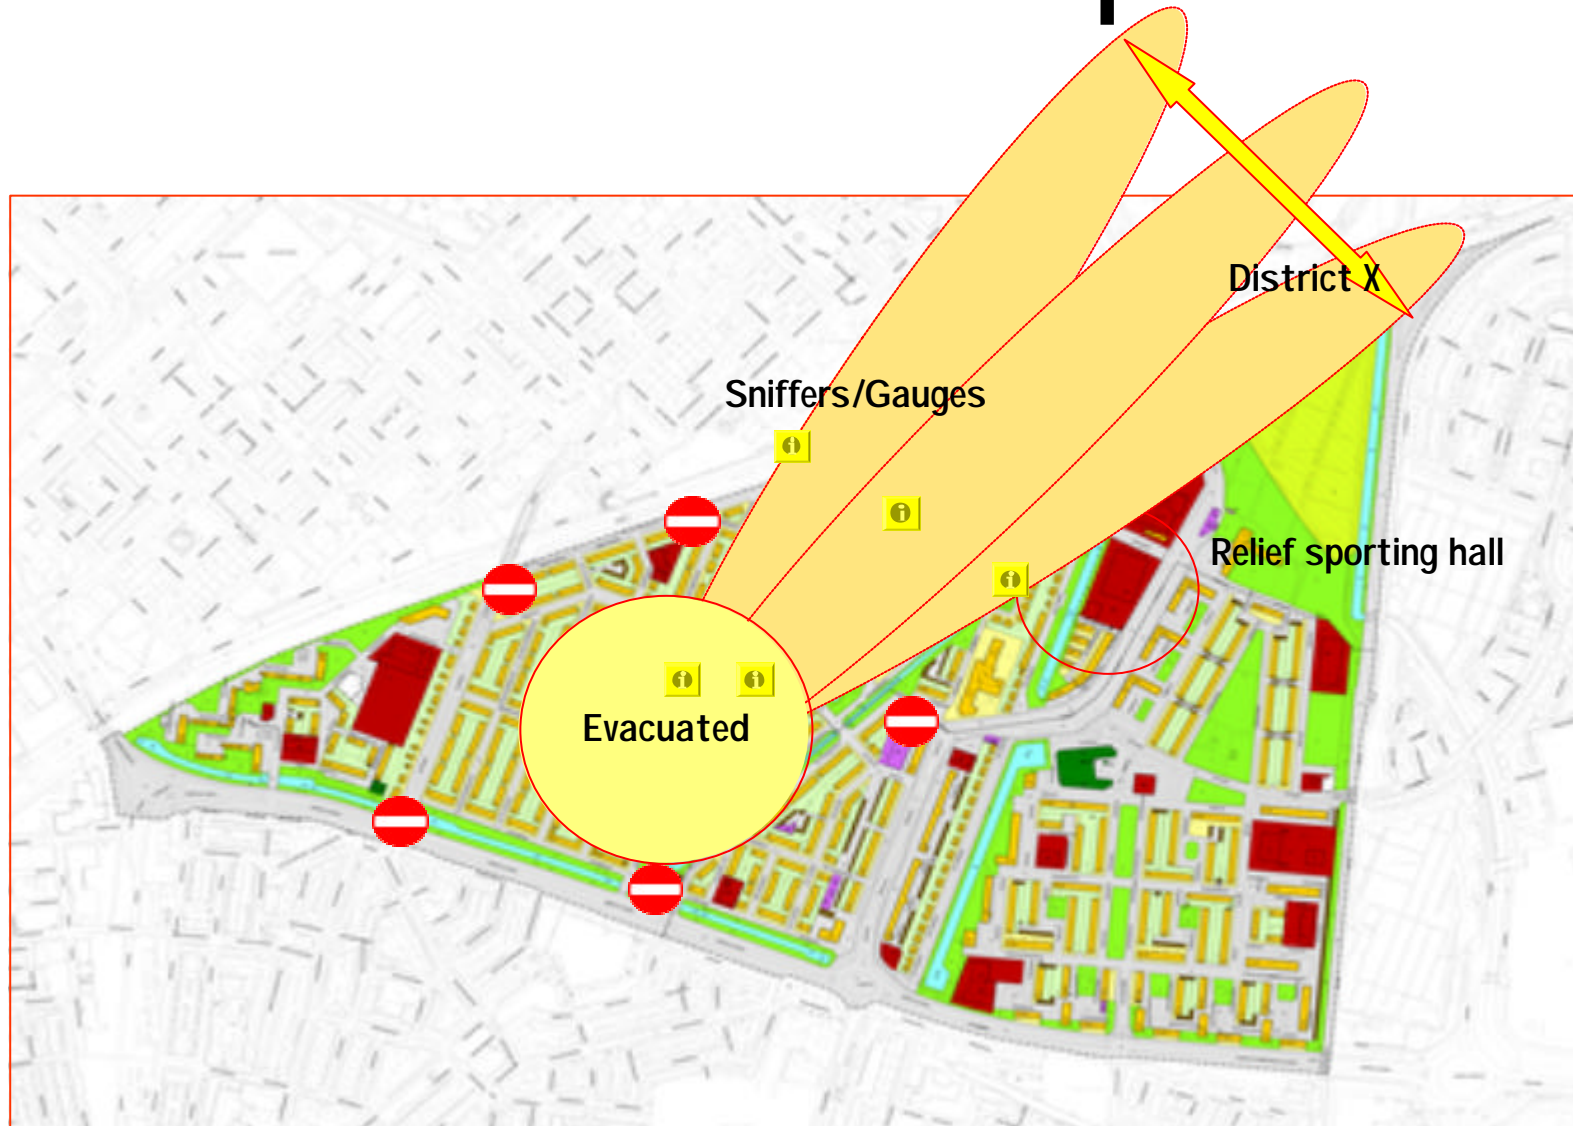 District X
Sniffers/Gauges
Relief sporting hall
Evacuated